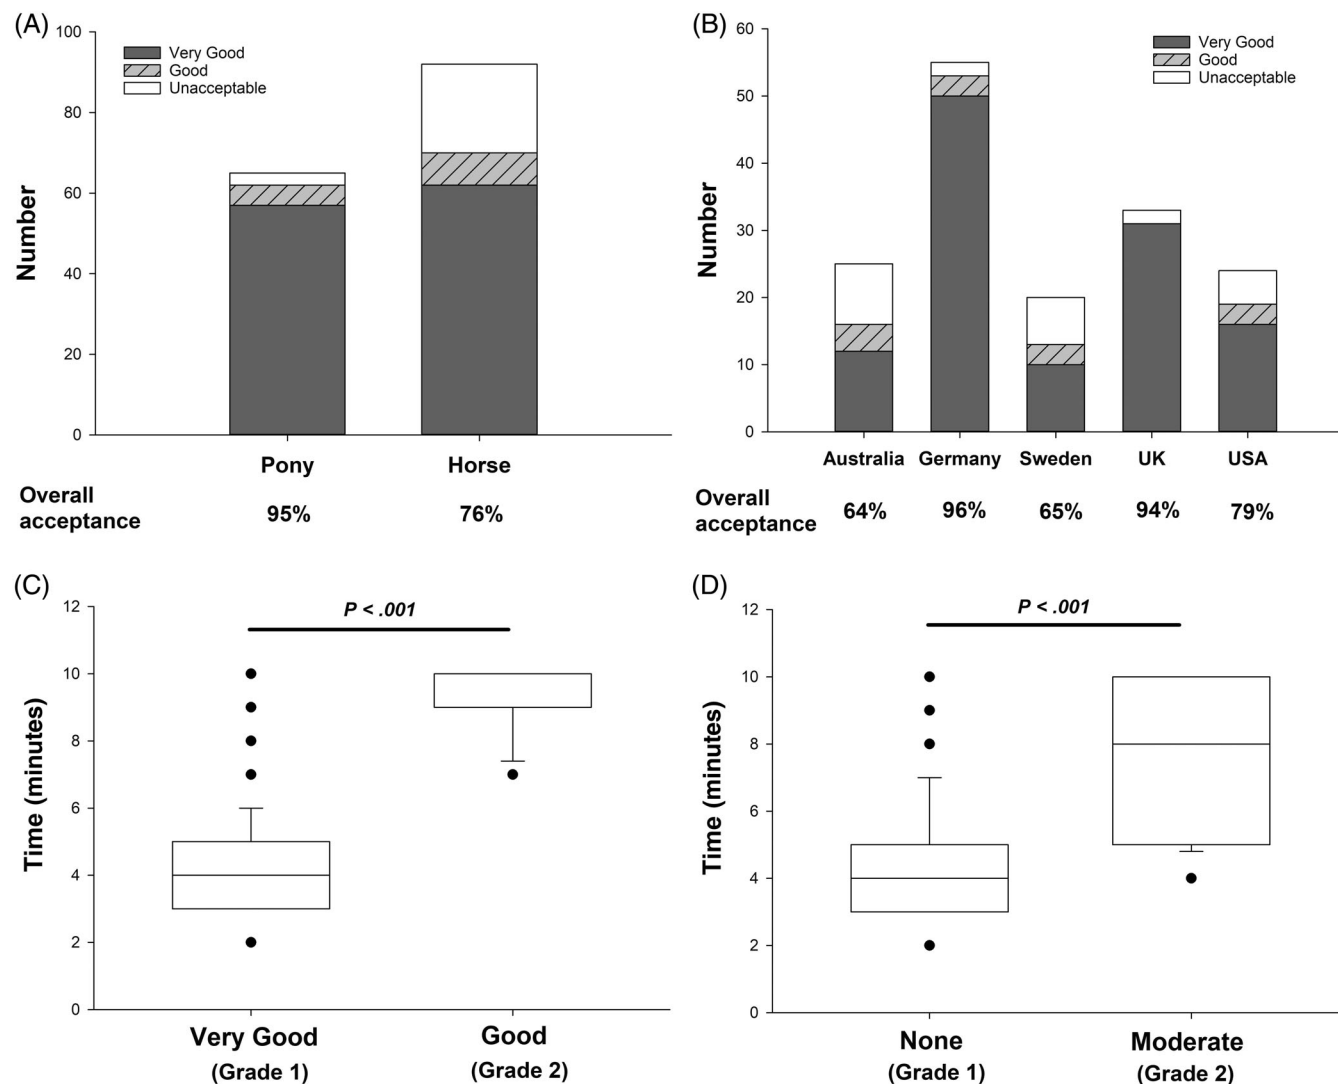 (A)
100
80
60
40
20
0
Number
Very Good
Good
Unacceptable
Pony Horse
Overall
acceptance
95% 76%
(B)
60
50
40
30
20
10
0
Number
Very Good
Good
Unacceptable
Australia Germany Sweden UK USA
Overall
acceptance
64% 96% 65% 94% 79%
(C)
12
10
8
6
4
2
0
Time (minutes)
P < .001
Very Good Good
(Grade 1) (Grade 2)
(D)
12
10
8
6
4
2
0
Time (minutes)
P < .001
None Moderate
(Grade 1) (Grade 2)